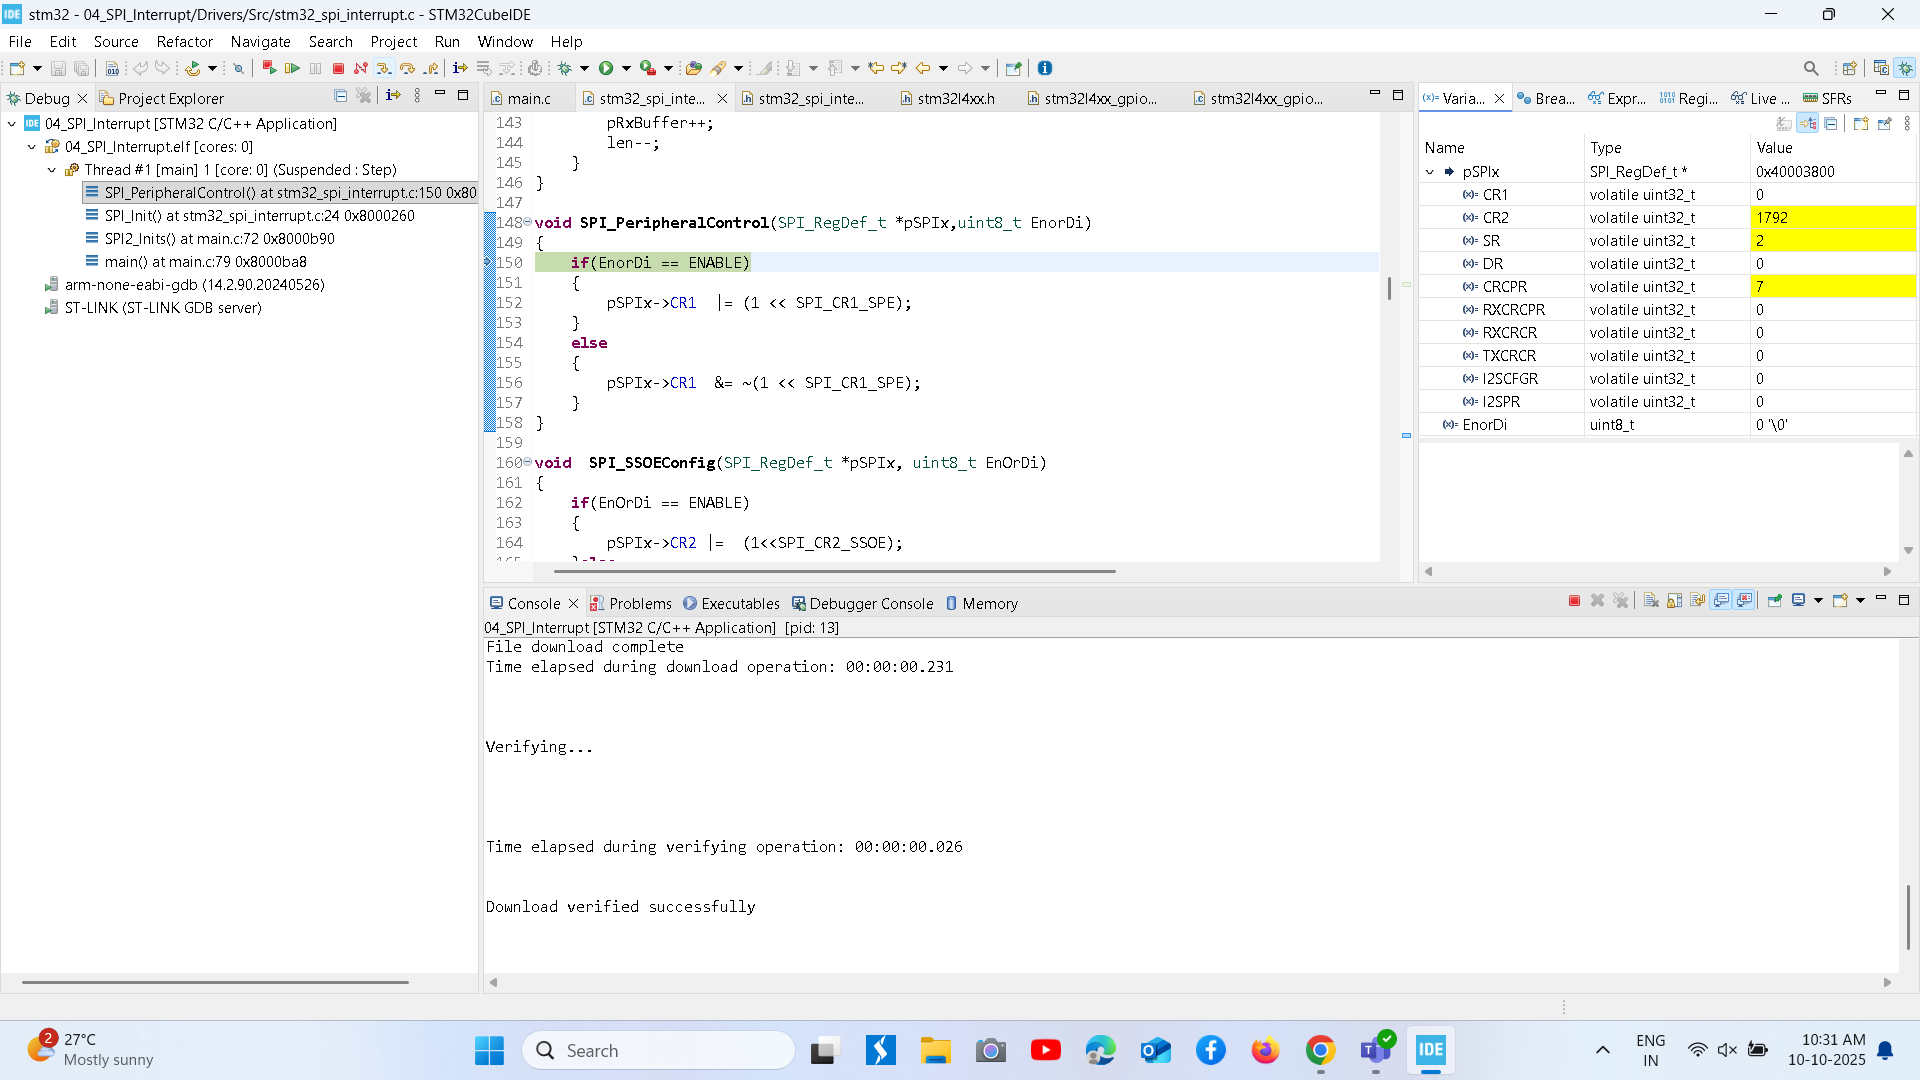 IDE stm32 - 04_SPI_Interrupt/Drivers/Src/stm32_spi_interrupt.c - STM32CubeIDE
File Edit Source Refactor Navigate Search Project Run Window Help
Debug Project Explorer
04_SPI_Interrupt [STM32 C/C++ Application]
04_SPI_Interrupt.elf [cores: 0]
Thread #1 [main] 1 [core: 0] (Suspended : Step)
SPI_PeripheralControl() at stm32_spi_interrupt.c:150 0x80
SPI_Init() at stm32_spi_interrupt.c:24 0x8000260
SPI2_Inits() at main.c:72 0x8000b90
main() at main.c:79 0x8000ba8
arm-none-eabi-gdb (14.2.90.20240526)
ST-LINK (ST-LINK GDB server)
main.c stm32_spi_inte... stm32_spi_inte... stm32l4xx.h stm32l4xx_gpio... stm32l4xx_gpio...
143 pRxBuffer++;
144 len--;
145 }
146 }
147
148 void SPI_PeripheralControl(SPI_RegDef_t *pSPIx,uint8_t EnorDi)
149 {
150 if(EnorDi == ENABLE)
151 {
152 pSPIx->CR1 |= (1 << SPI_CR1_SPE);
153 }
154 else
155 {
156 pSPIx->CR1 &= ~(1 << SPI_CR1_SPE);
157 }
158 }
159
160 void SPI_SSOEConfig(SPI_RegDef_t *pSPIx, uint8_t EnOrDi)
161 {
162 if(EnOrDi == ENABLE)
163 {
164 pSPIx->CR2 |= (1<<SPI_CR2_SSOE);
165 }else
(x)= Varia... Brea... Expr... Regi... Live ... SFRs
Name Type Value
pSPIx SPI_RegDef_t * 0x40003800
(x)= CR1 volatile uint32_t 0
(x)= CR2 volatile uint32_t 1792
(x)= SR volatile uint32_t 2
(x)= DR volatile uint32_t 0
(x)= CRCPR volatile uint32_t 7
(x)= RXCRCPR volatile uint32_t 0
(x)= RXCRCR volatile uint32_t 0
(x)= TXCRCR volatile uint32_t 0
(x)= I2SCFGR volatile uint32_t 0
(x)= I2SPR volatile uint32_t 0
(x)= EnorDi uint8_t 0 '\0'
Console Problems Executables Debugger Console Memory
04_SPI_Interrupt [STM32 C/C++ Application] [pid: 13]
File download complete
Time elapsed during download operation: 00:00:00.231
Verifying...
Time elapsed during verifying operation: 00:00:00.026
Download verified successfully
2
27°C
Mostly sunny
Search
IDE
ENG
IN
10:31 AM
10-10-2025